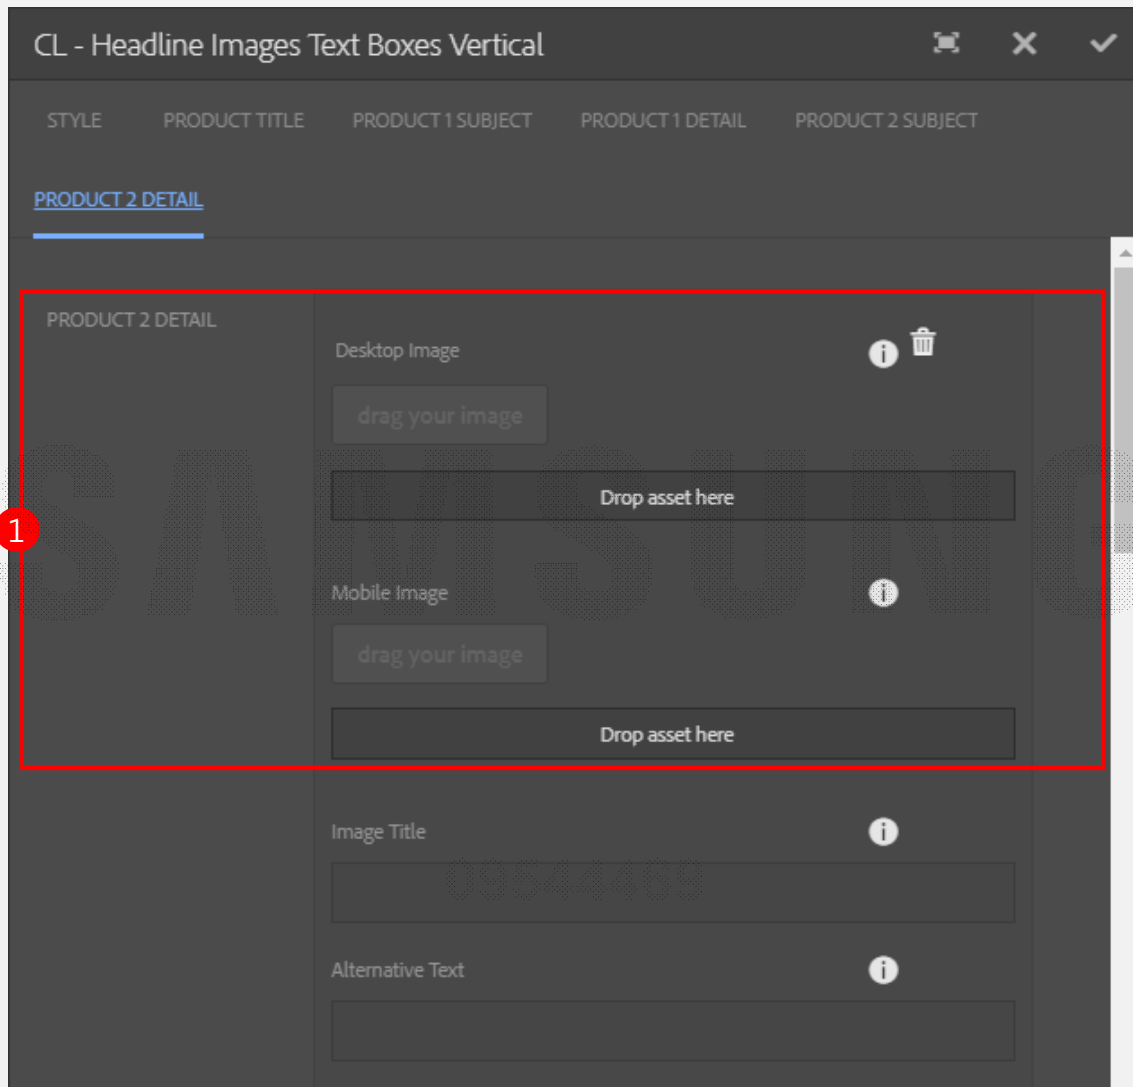 CL - Headline Images Text Boxes Vertical
STYLE PRODUCT TITLE PRODUCT 1 SUBJECT PRODUCT 1 DETAIL PRODUCT 2 SUBJECT
PRODUCT 2 DETAIL
PRODUCT 2 DETAIL
Desktop Image
drag your image
Drop asset here
SAMSUNG
1
Mobile Image
drag your image
Drop asset here
Image Title
09544469
Alternative Text